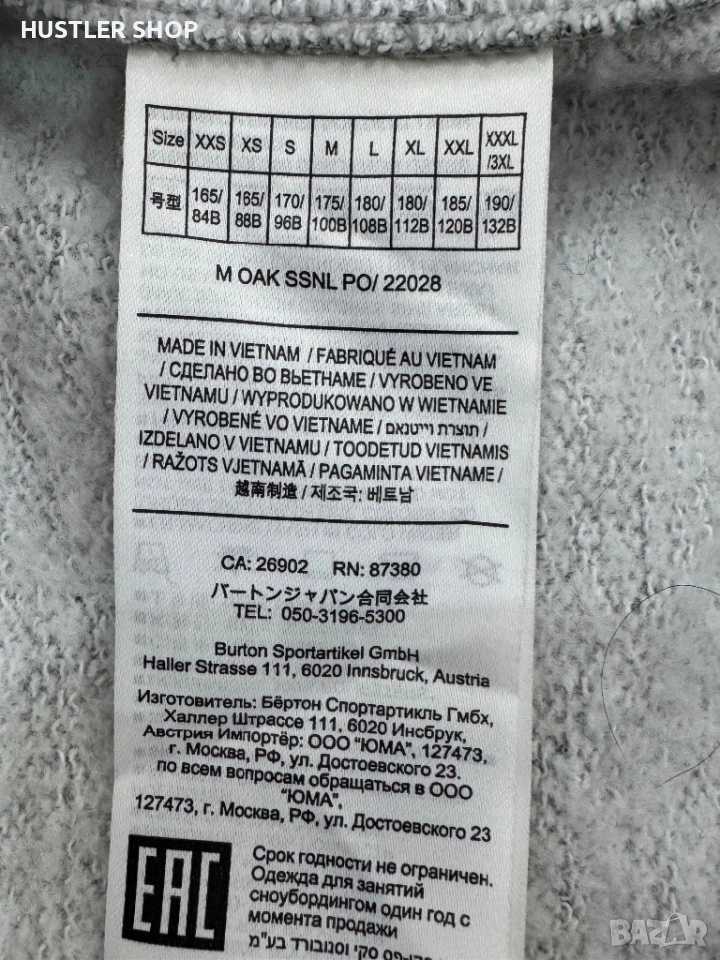 HUSTLER SHOP
Size XXS XS S M L XL XXL XXXL/3XL
号型 165/84B 165/88B 170/96B 175/100B 180/108B 180/112B 185/120B 190/132B
M OAK SSNL PO/ 22028
MADE IN VIETNAM / FABRIQUÉ AU VIETNAM
/ СДЕЛАНО ВО ВЬЕТНАМЕ / VYROBENO VE
VIETNAMU / WYPRODUKOWANO W WIETNAMIE
/ VYROBENÉ VO VIETNAME / תוצרת וייטנאם /
IZDELANO V VIETNAMU / TOODETUD VIETNAMIS
/ RAŽOTS VJETNAMĀ / PAGAMINTA VIETNAME /
越南制造 / 제조국: 베트남
CA: 26902 RN: 87380
バートンジャパン合同会社
TEL: 050-3196-5300
Burton Sportartikel GmbH
Haller Strasse 111, 6020 Innsbruck, Austria
Изготовитель: Бёртон Спортартикль Гмбх,
Халлер Штрассе 111, 6020 Инсбрук,
Австрия Импортёр: ООО "ЮМА", 127473,
г. Москва, РФ, ул. Достоевского 23.
по всем вопросам обращаться в ООО
"ЮМА",
127473, г. Москва, РФ, ул. Достоевского 23
EAC
Срок годности не ограничен.
Одежда для занятий
сноубордингом один год с
момента продажи
סקי וסנובורד בע"מ
BAZAR